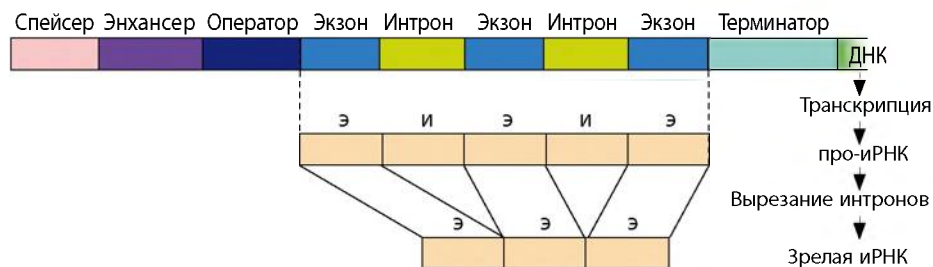 Спейсер Энхансер Оператор Экзон Интрон Экзон Интрон Экзон Терминатор
ДНК
Транскрипция
Э И Э И Э
про-иРНК
Вырезание интронов
Э Э Э
Зрелая иРНК